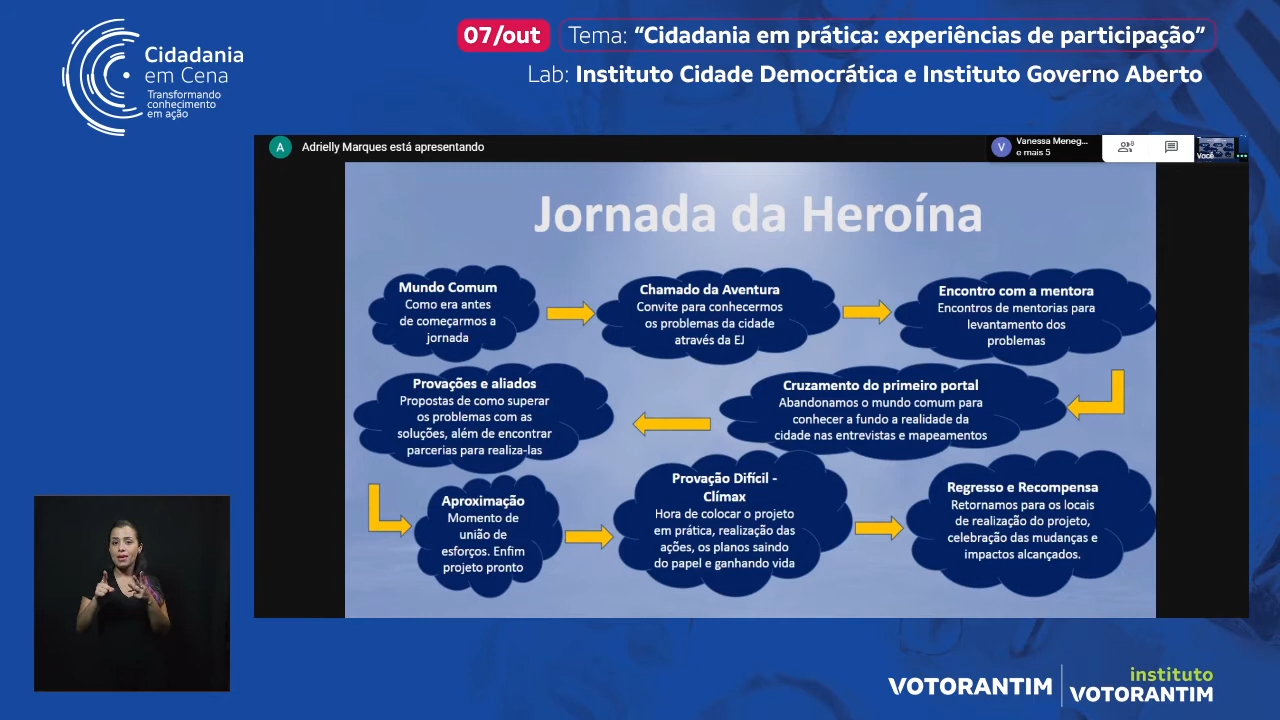 Cidadania
em Cena
Transformando
conhecimento
em ação
07/out
Tema: “Cidadania em prática: experiências de participação”
Lab: Instituto Cidade Democrática e Instituto Governo Aberto
A
Adrielly Marques está apresentando
V
Vanessa Meneg...
e mais 5
8
Você
Jornada da Heroína
Mundo Comum
Como era antes
de começarmos a
jornada
Chamado da Aventura
Convite para conhecermos
os problemas da cidade
através da EJ
Encontro com a mentora
Encontros de mentorias para
levantamento dos
problemas
Cruzamento do primeiro portal
Abandonamos o mundo comum para
conhecer a fundo a realidade da
cidade nas entrevistas e mapeamentos
Provações e aliados
Propostas de como superar
os problemas com as
soluções, além de encontrar
parcerias para realiza-las
Aproximação
Momento de
união de
esforços. Enfim
projeto pronto
Provação Difícil -
Clímax
Hora de colocar o projeto
em prática, realização das
ações, os planos saindo
do papel e ganhando vida
Regresso e Recompensa
Retornamos para os locais
de realização do projeto,
celebração das mudanças e
impactos alcançados.
VOTORANTIM
instituto
VOTORANTIM